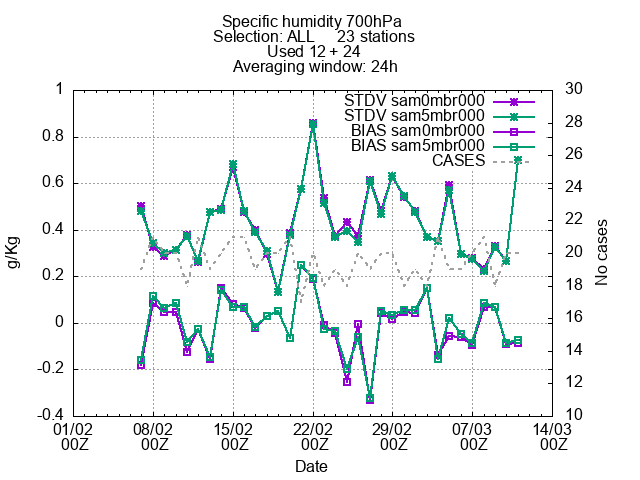 Specific humidity 700hPa
Selection: ALL 23 stations
Used 12 + 24
Averaging window: 24h
1
0.8
0.6
0.4
0.2
0
-0.2
-0.4
g/Kg
30
28
26
24
22
20
18
16
14
12
10
No cases
STDV sam0mbr000
STDV sam5mbr000
BIAS sam0mbr000
BIAS sam5mbr000
CASES
01/02 08/02 15/02 22/02 29/02 07/03 14/03
00Z 00Z 00Z 00Z 00Z 00Z 00Z
Date